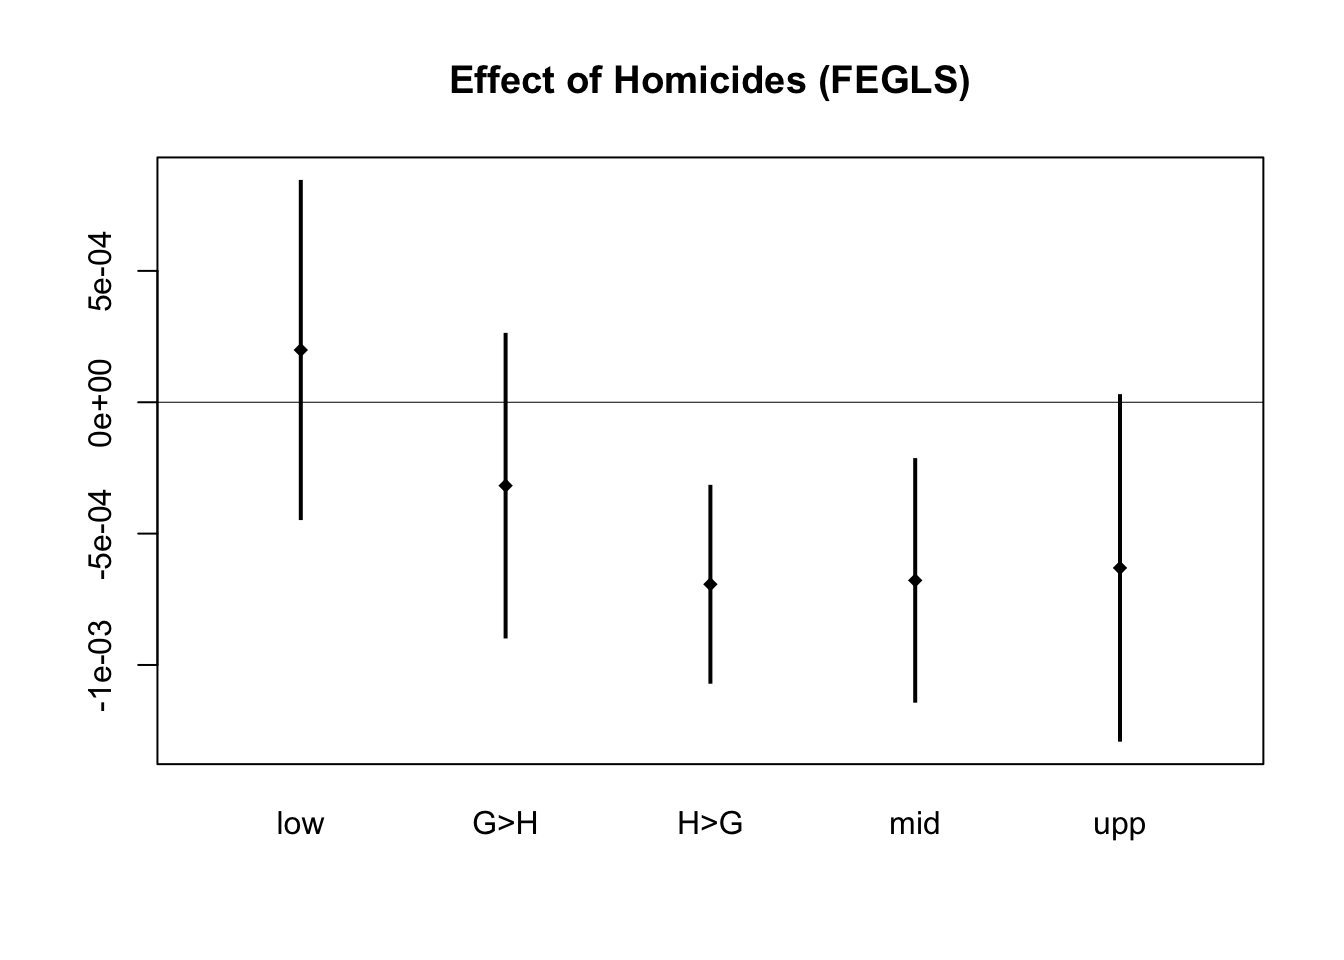 Effect of Homicides (FEGLS)
5e-04
0e+00
-5e-04
-1e-03
low G>H H>G mid upp